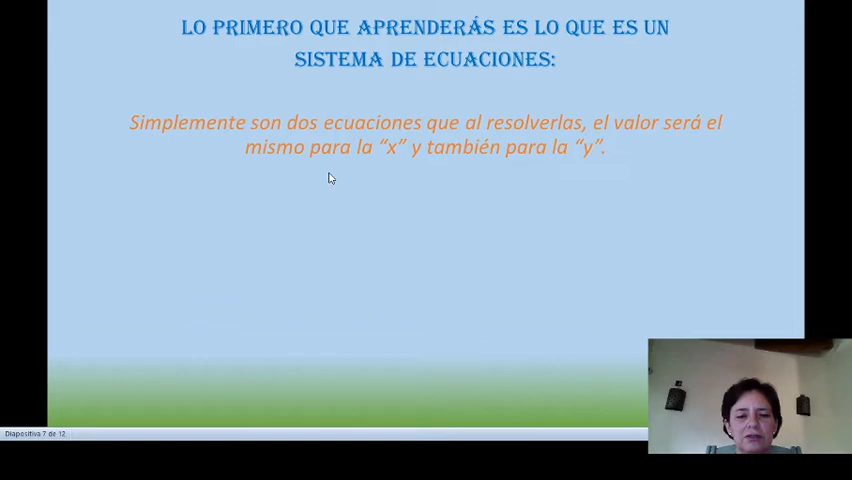 LO PRIMERO QUE APRENDERÁS ES LO QUE ES UN
SISTEMA DE ECUACIONES:
Simplemente son dos ecuaciones que al resolverlas, el valor será el
mismo para la “x” y también para la “y”.
Diapositiva 7 de 12